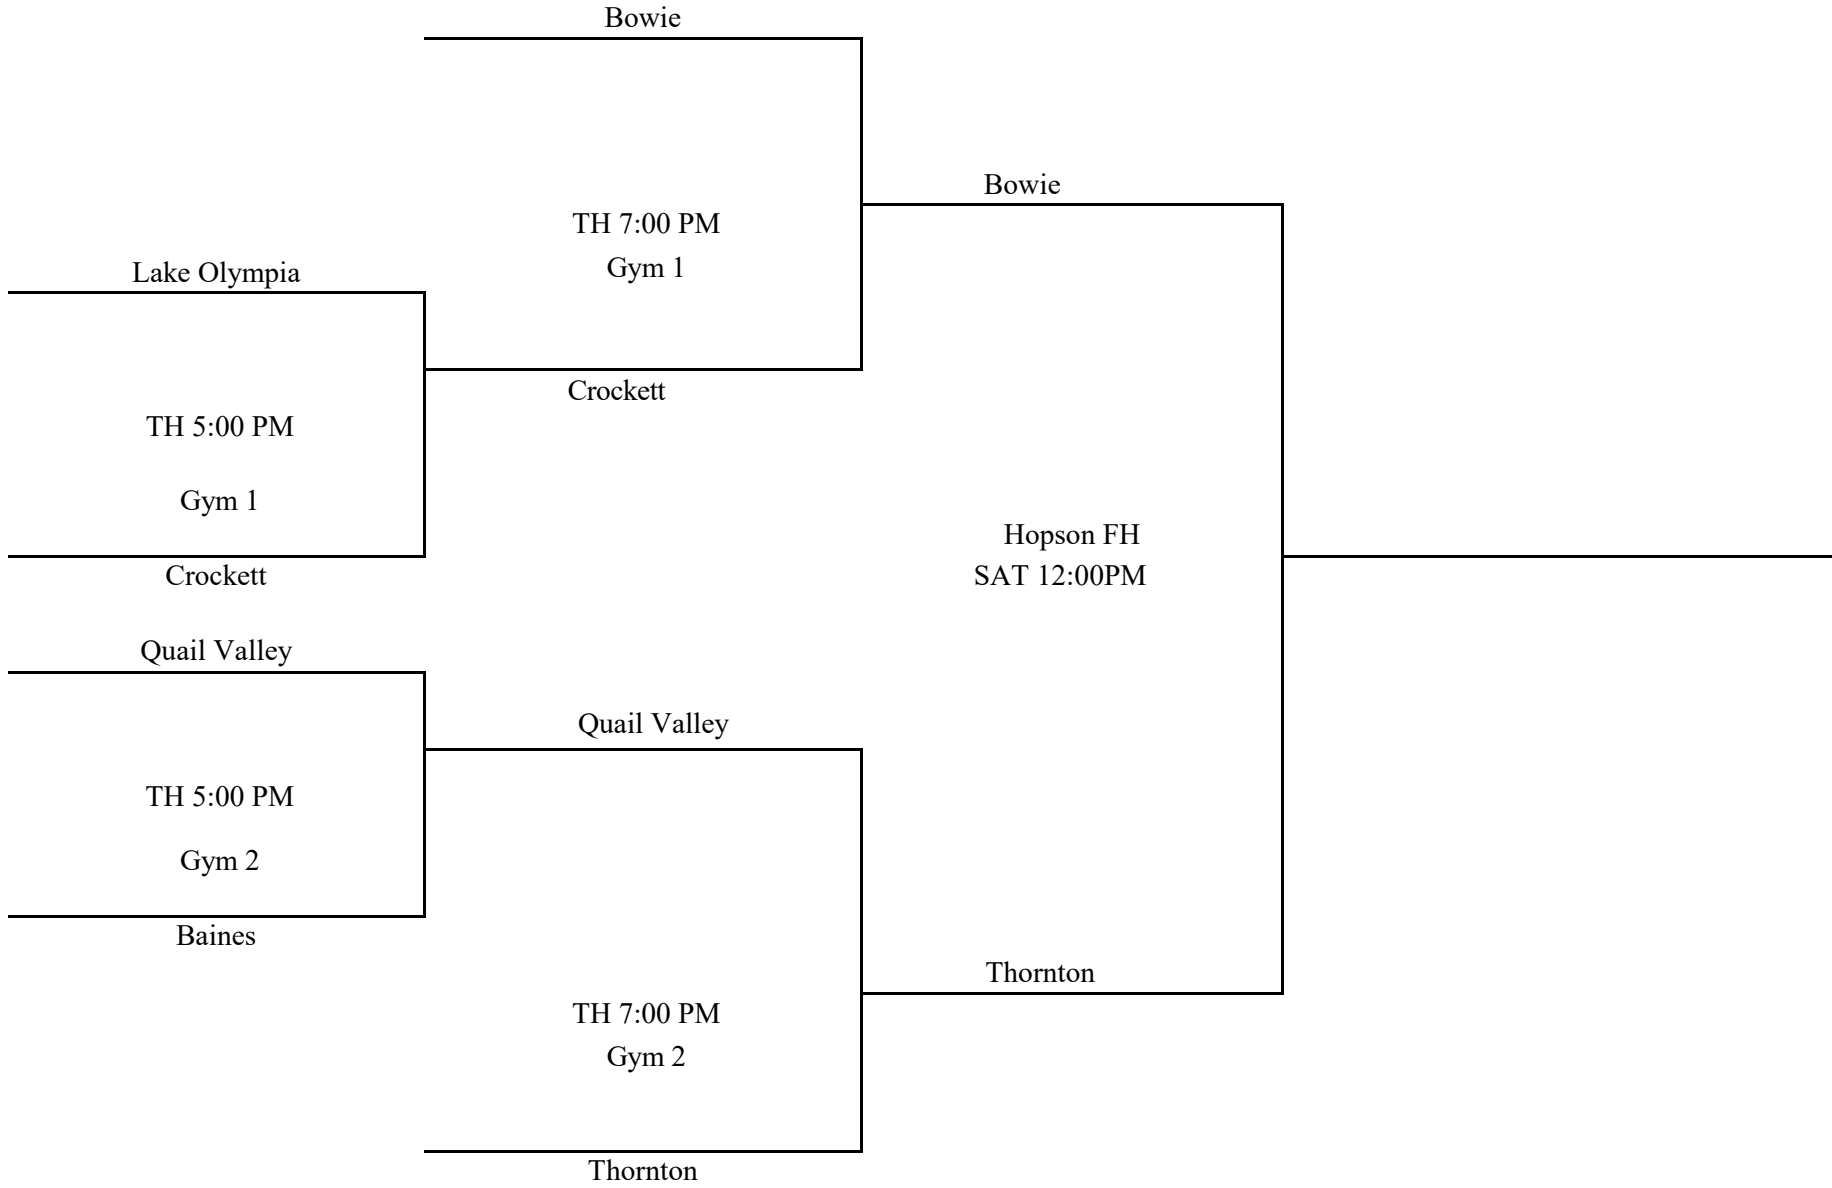 Bowie
Bowie
TH 7:00 PM
Gym 1
Lake Olympia
Crockett
TH 5:00 PM
Gym 1
Hopson FH
SAT 12:00PM
Crockett
Quail Valley
Quail Valley
TH 5:00 PM
Gym 2
Baines
Thornton
TH 7:00 PM
Gym 2
Thornton